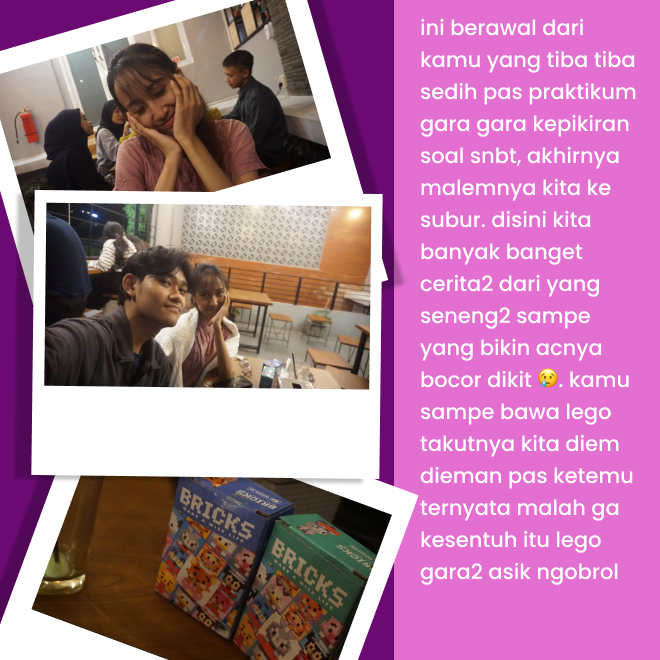 ini berawal dari
kamu yang tiba tiba
sedih pas praktikum
gara gara kepikiran
soal snbt, akhirnya
malemnya kita ke
subur. disini kita
banyak banget
cerita2 dari yang
seneng2 sampe
yang bikin acnya
bocor dikit 😢. kamu
sampe bawa lego
takutnya kita diem
dieman pas ketemu
ternyata malah ga
kesentuh itu lego
gara2 asik ngobrol
BRICKS
BRICKS
BRICKS
BRICKS